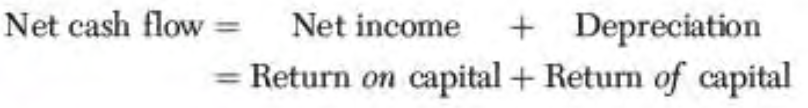 Net cash flow = Net income + Depreciation
= Return on capital + Return of capital